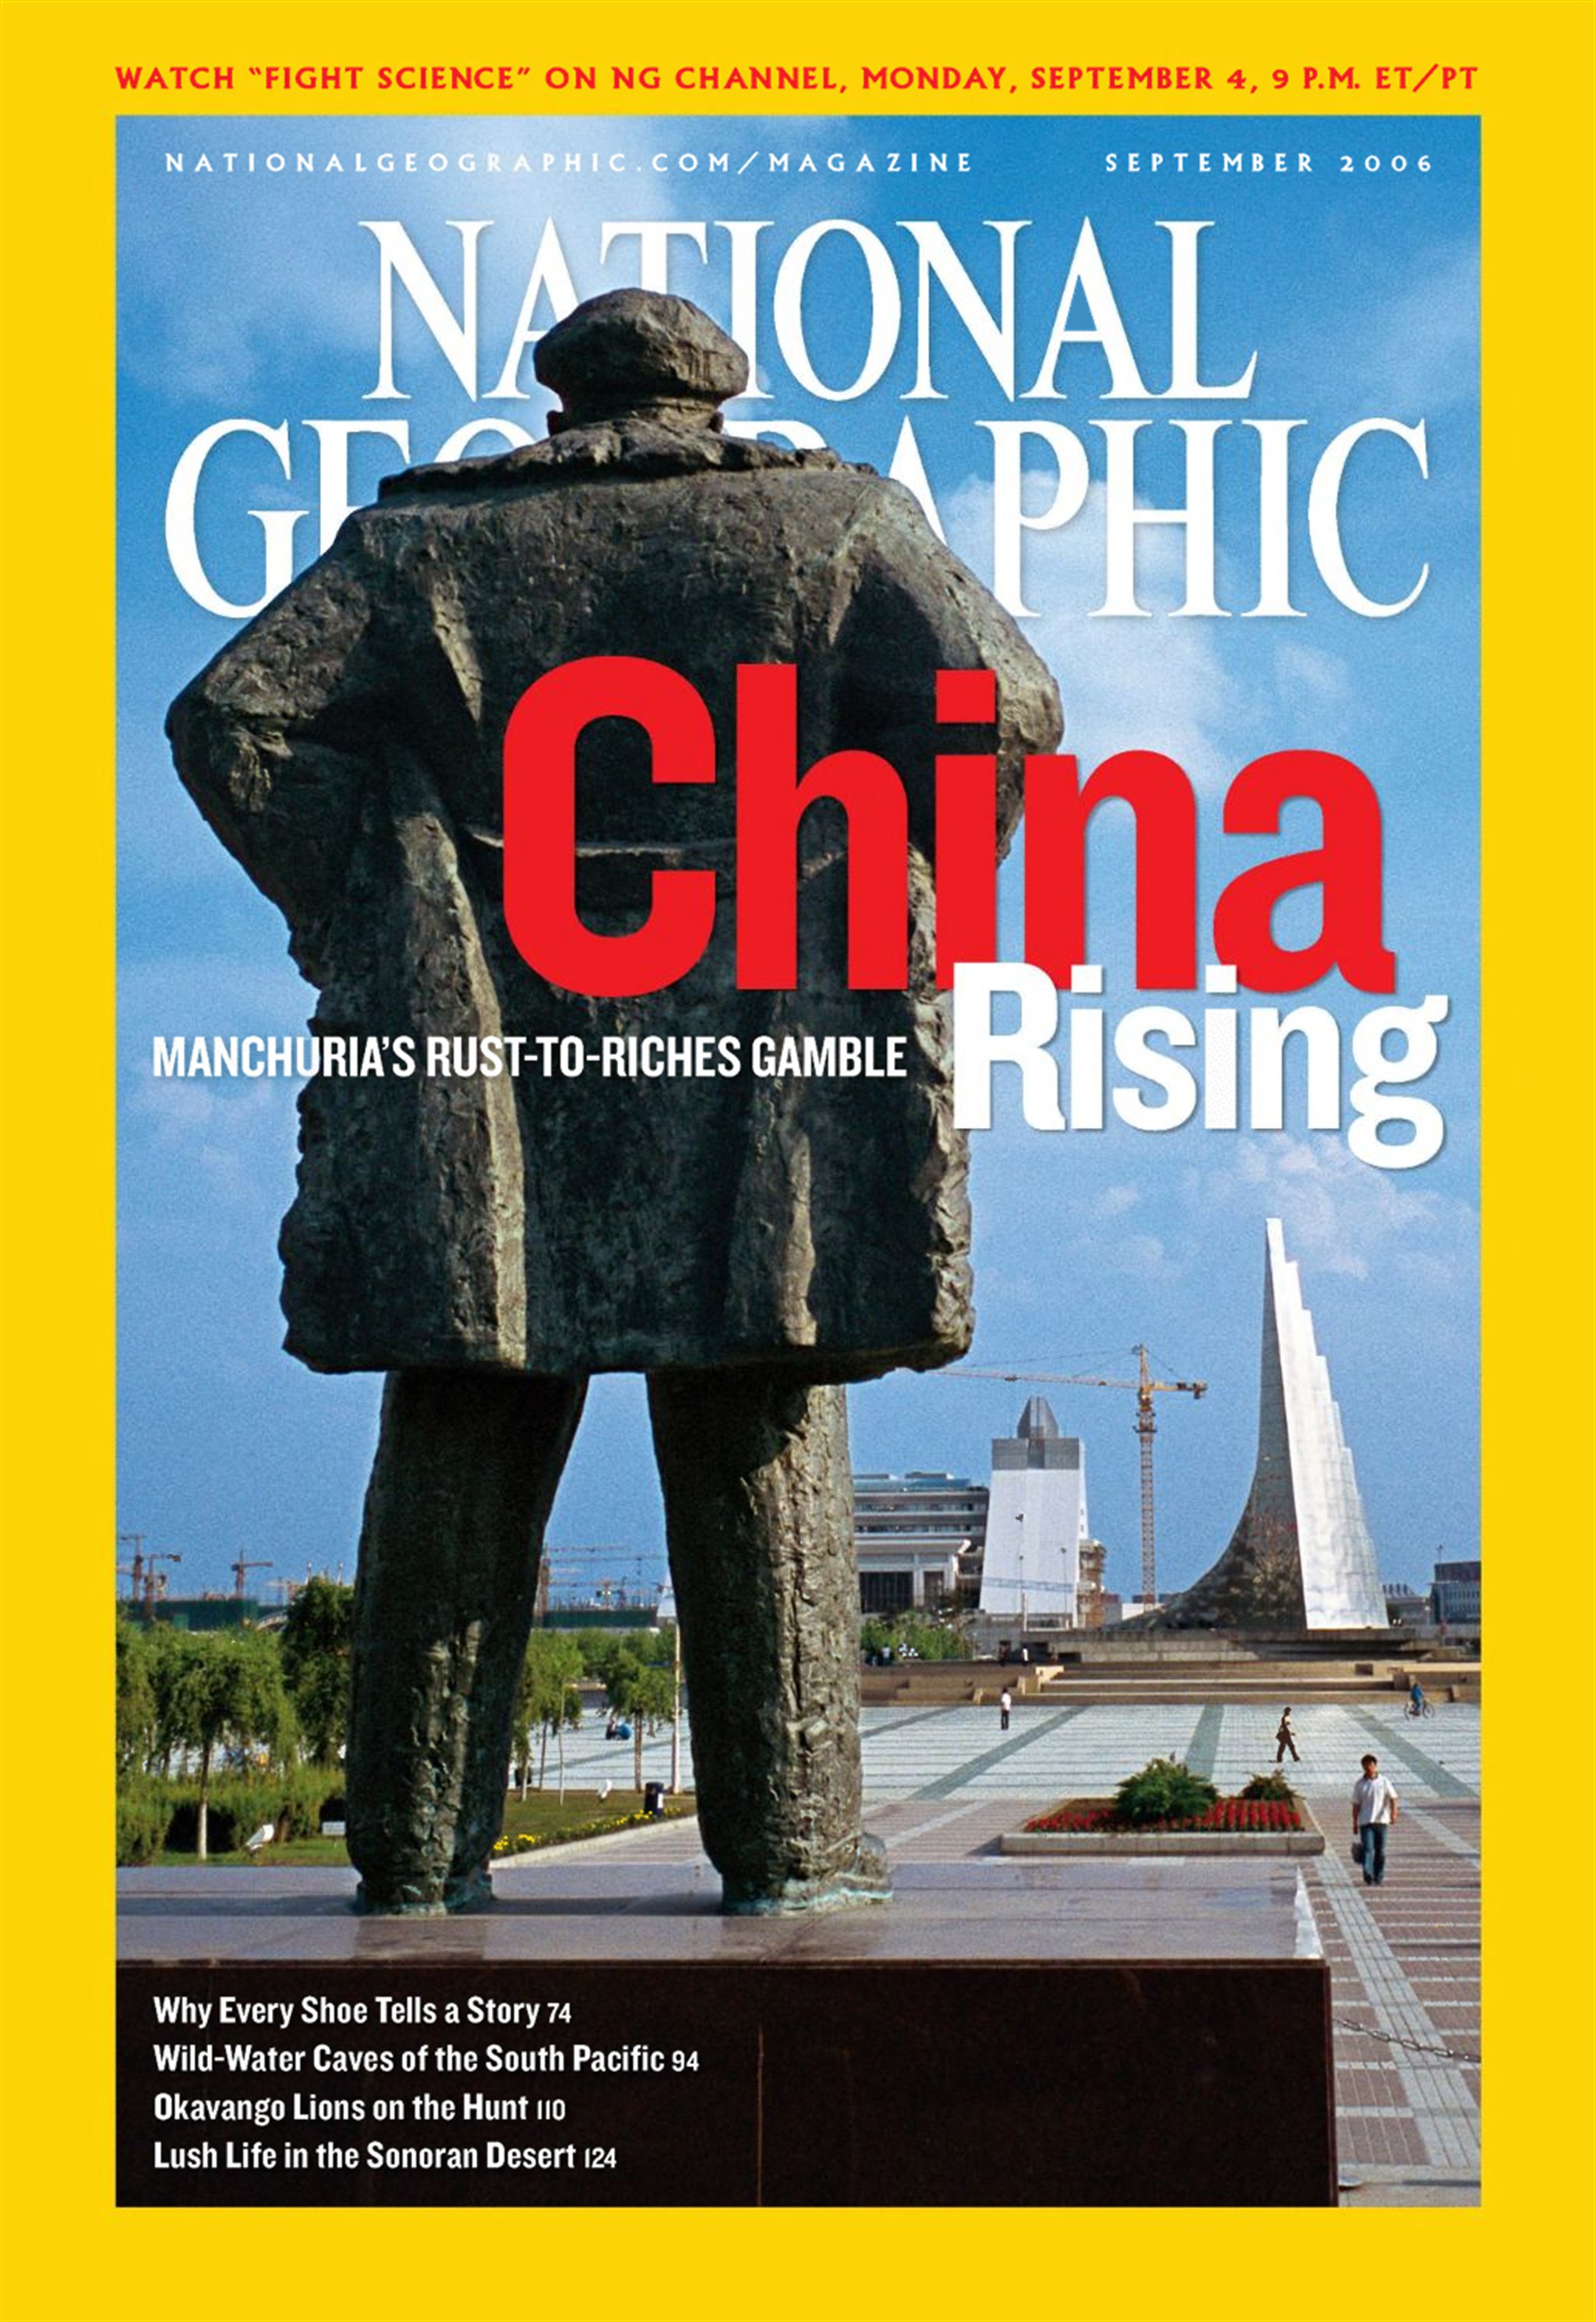 WATCH "FIGHT SCIENCE" ON NG CHANNEL, MONDAY, SEPTEMBER 4, 9 P.M. ET/PT
NATIONALGEOGRAPHIC.COM/MAGAZINE SEPTEMBER 2006
NATIONAL
GEOGRAPHIC
China
Rising
MANCHURIA'S RUST-TO-RICHES GAMBLE
Why Every Shoe Tells a Story 74
Wild-Water Caves of the South Pacific 94
Okavango Lions on the Hunt 110
Lush Life in the Sonoran Desert 124